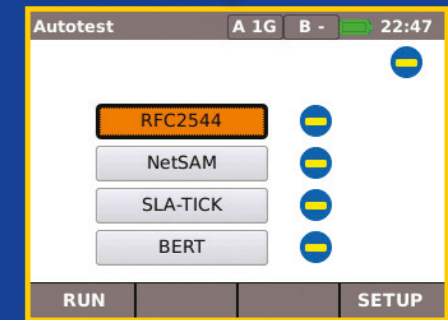 Autotest A 1G B - 22:47
RFC2544
NetSAM
SLA-TICK
BERT
RUN SETUP